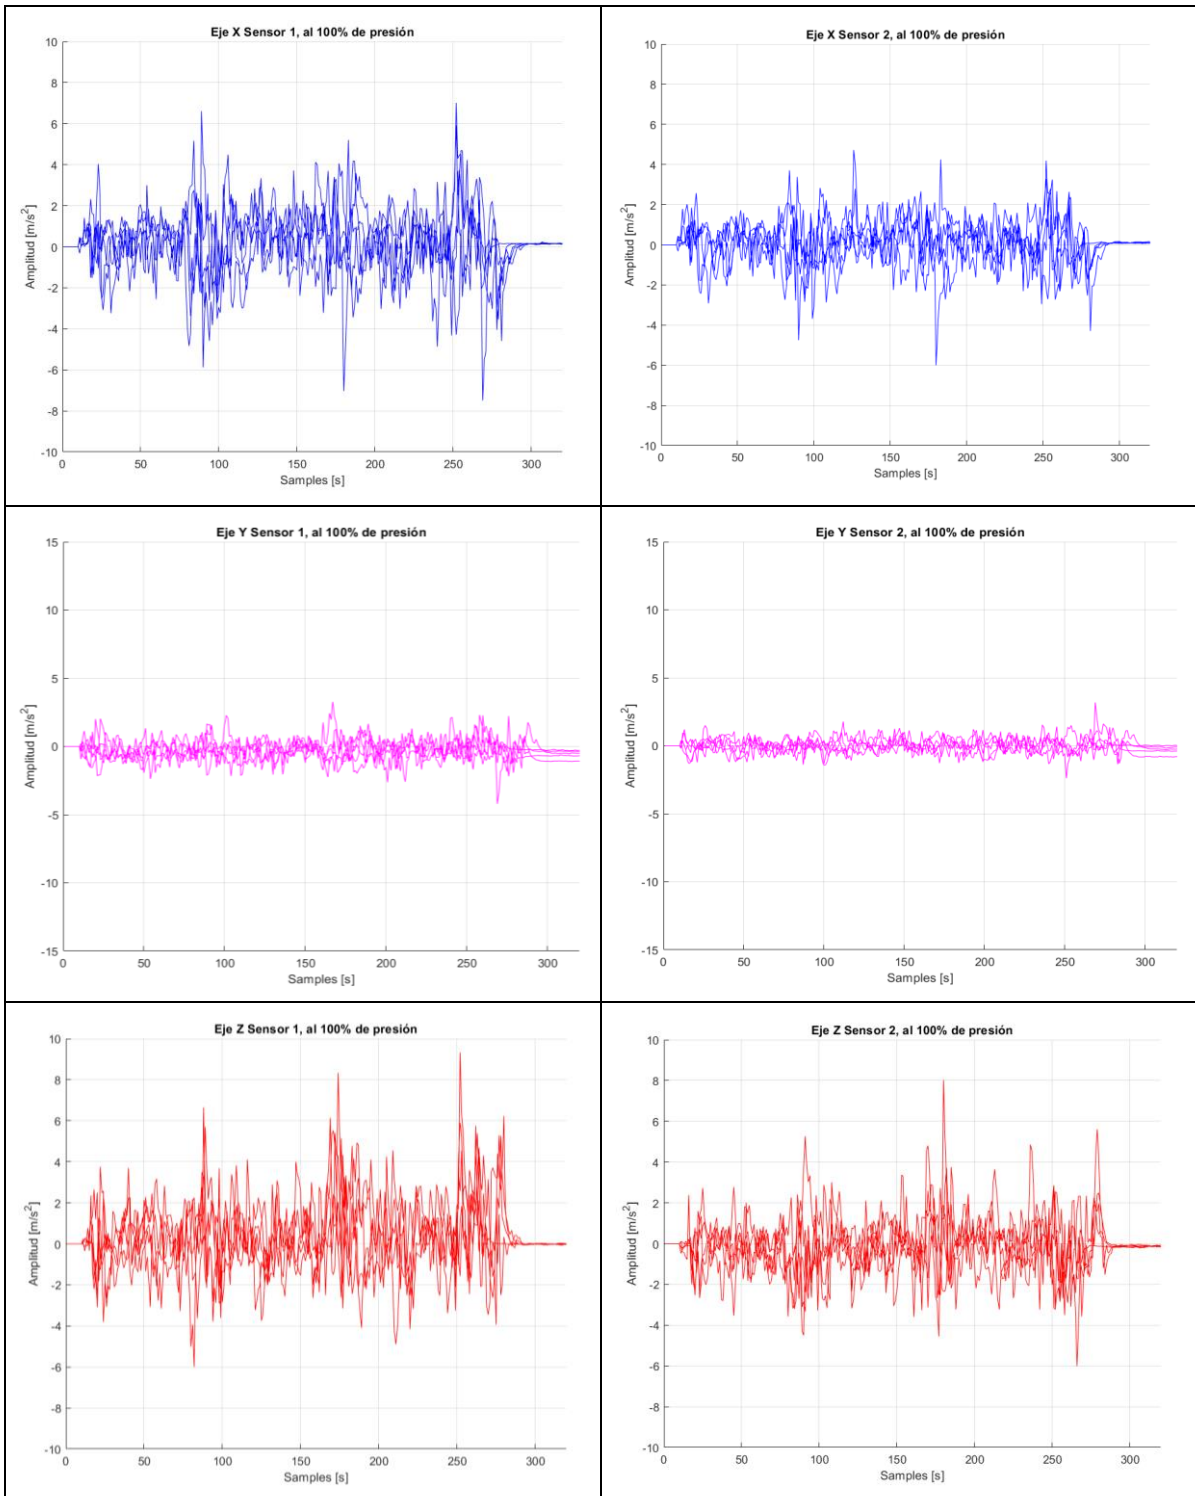 Eje X Sensor 1, al 100% de presión
10
8
6
4
2
0
-2
-4
-6
-8
-10
Amplitud [m/s²]
0 50 100 150 200 250 300
Samples [s]
Eje X Sensor 2, al 100% de presión
10
8
6
4
2
0
-2
-4
-6
-8
-10
Amplitud [m/s²]
0 50 100 150 200 250 300
Samples [s]
Eje Y Sensor 1, al 100% de presión
15
10
5
0
-5
-10
-15
Amplitud [m/s²]
0 50 100 150 200 250 300
Samples [s]
Eje Y Sensor 2, al 100% de presión
15
10
5
0
-5
-10
-15
Amplitud [m/s²]
0 50 100 150 200 250 300
Samples [s]
Eje Z Sensor 1, al 100% de presión
10
8
6
4
2
0
-2
-4
-6
-8
-10
Amplitud [m/s²]
0 50 100 150 200 250 300
Samples [s]
Eje Z Sensor 2, al 100% de presión
10
8
6
4
2
0
-2
-4
-6
-8
-10
Amplitud [m/s²]
0 50 100 150 200 250 300
Samples [s]